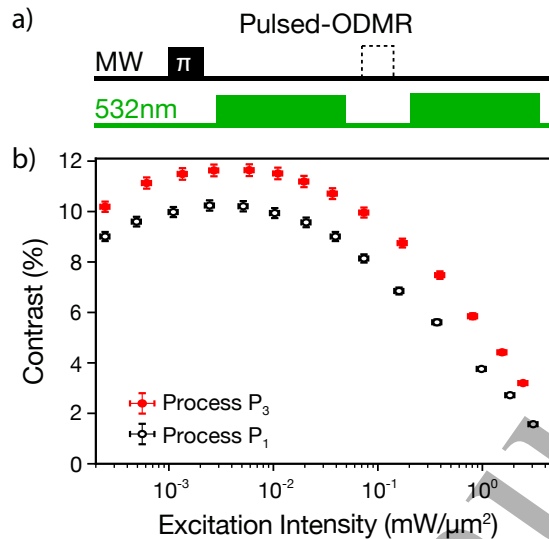 a)
Pulsed-ODMR
MW
π
532nm
b)
12
10
8
6
4
2
0
Contrast (%)
Process P₃
Process P₁
10⁻³
10⁻²
10⁻¹
10⁰
Excitation Intensity (mW/μm²)